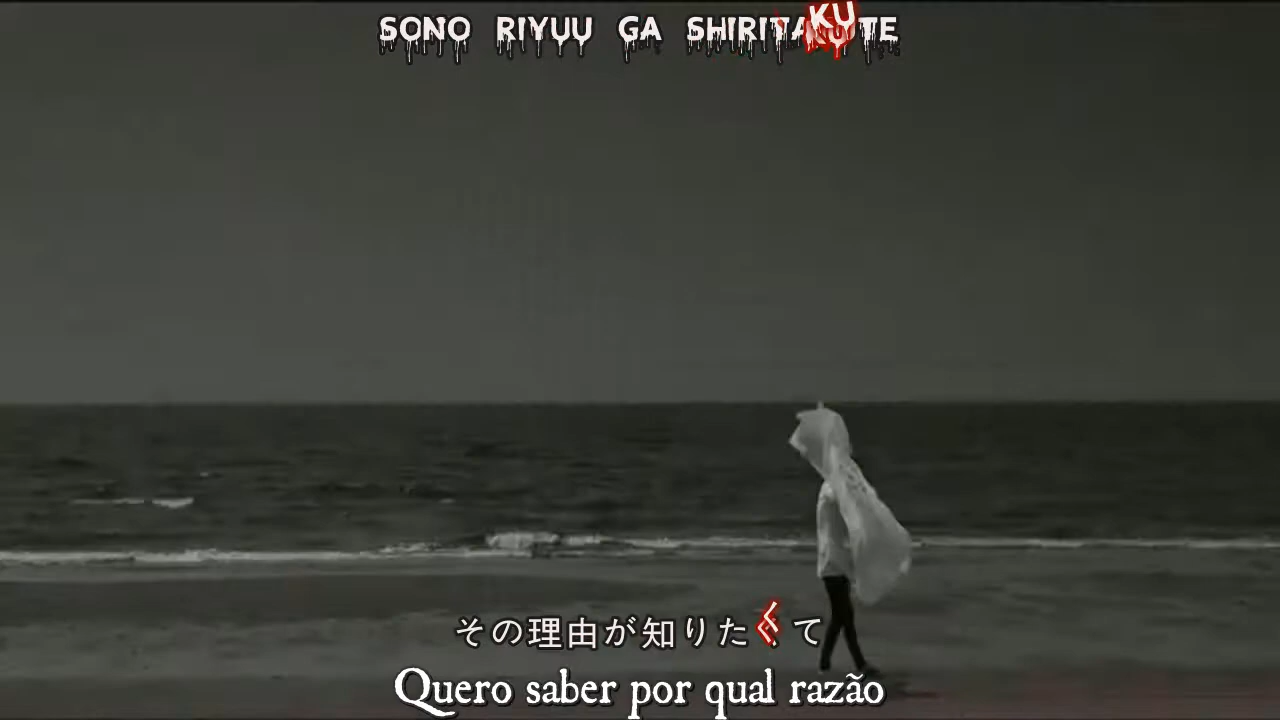 SONO RIYUU GA SHIRITAKUTE
その理由が知りたくて
Quero saber por qual razão